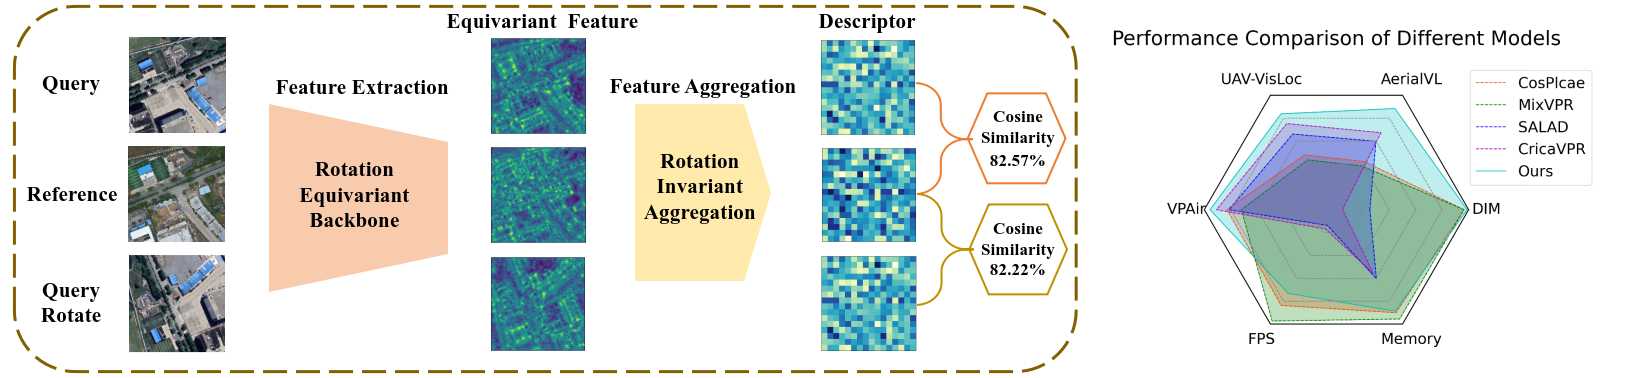 Equivariant Feature
Descriptor
Query
Feature Extraction
Feature Aggregation
Reference
Rotation
Equivariant
Backbone
Rotation
Invariant
Aggregation
Query
Rotate
Cosine
Similarity
82.57%
Cosine
Similarity
82.22%
Performance Comparison of Different Models
UAV-VisLoc
AerialVL
VPAir
DIM
FPS
Memory
CosPlcae
MixVPR
SALAD
CricaVPR
Ours